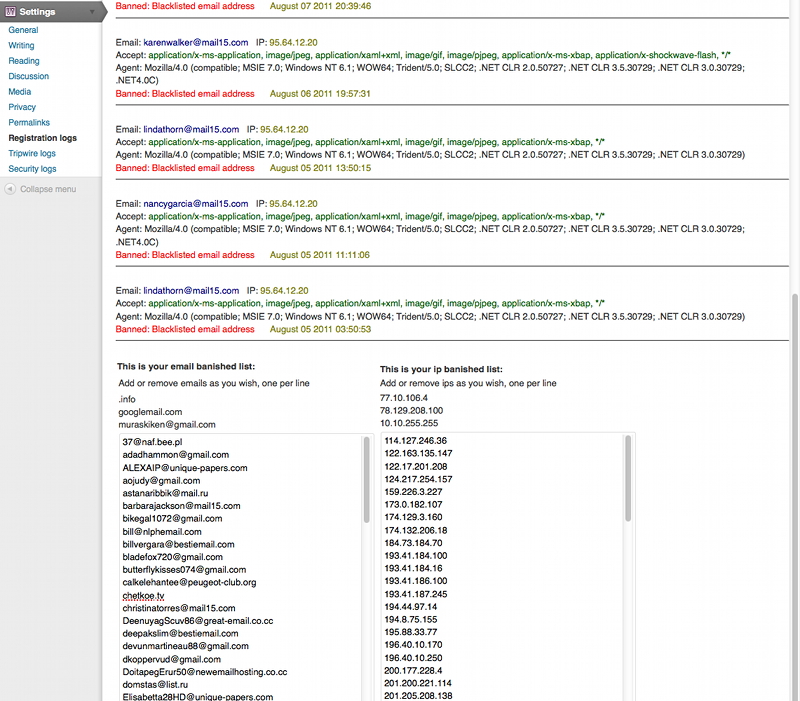 Settings
General
Writing
Reading
Discussion
Media
Privacy
Permalinks
Registration logs
Tripwire logs
Security logs
Collapse menu
Banned: Blacklisted email address August 07 2011 20:39:46
Email: karenwalker@mail15.com IP: 95.64.12.20
Accept: application/x-ms-application, image/jpeg, application/xaml+xml, image/gif, image/pjpeg, application/x-ms-xbap, application/x-shockwave-flash, */*
Agent: Mozilla/4.0 (compatible; MSIE 7.0; Windows NT 6.1; WOW64; Trident/5.0; SLCC2; .NET CLR 2.0.50727; .NET CLR 3.5.30729; .NET CLR 3.0.30729;
.NET4.0C)
Banned: Blacklisted email address August 06 2011 19:57:31
Email: lindathorn@mail15.com IP: 95.64.12.20
Accept: application/x-ms-application, image/jpeg, application/xaml+xml, image/gif, image/pjpeg, application/x-ms-xbap, */*
Agent: Mozilla/4.0 (compatible; MSIE 7.0; Windows NT 6.1; WOW64; Trident/5.0; SLCC2; .NET CLR 2.0.50727; .NET CLR 3.5.30729; .NET CLR 3.0.30729)
Banned: Blacklisted email address August 05 2011 13:50:15
Email: nancygarcia@mail15.com IP: 95.64.12.20
Accept: application/x-ms-application, image/jpeg, application/xaml+xml, image/gif, image/pjpeg, application/x-ms-xbap, */*
Agent: Mozilla/4.0 (compatible; MSIE 7.0; Windows NT 6.1; WOW64; Trident/5.0; SLCC2; .NET CLR 2.0.50727; .NET CLR 3.5.30729; .NET CLR 3.0.30729;
.NET4.0C)
Banned: Blacklisted email address August 05 2011 11:11:06
Email: lindathorn@mail15.com IP: 95.64.12.20
Accept: application/x-ms-application, image/jpeg, application/xaml+xml, image/gif, image/pjpeg, application/x-ms-xbap, */*
Agent: Mozilla/4.0 (compatible; MSIE 7.0; Windows NT 6.1; WOW64; Trident/5.0; SLCC2; .NET CLR 2.0.50727; .NET CLR 3.5.30729; .NET CLR 3.0.30729)
Banned: Blacklisted email address August 05 2011 03:50:53
This is your email banished list:
Add or remove emails as you wish, one per line
.info
googlemail.com
muraskiken@gmail.com
37@naf.bee.pl
adadhammon@gmail.com
ALEXAIP@unique-papers.com
aojudy@gmail.com
astanaribbik@mail.ru
barbarajackson@mail15.com
bikegal1072@gmail.com
bill@nlphemail.com
billvergara@bestiemail.com
bladefox720@gmail.com
butterflykisses074@gmail.com
calkelehantee@peugeot-club.org
chetkoe.tv
christinatorres@mail15.com
DeenuyagScuv86@great-email.co.cc
deepakslim@bestiemail.com
devunmartineau88@gmail.com
dkoppervud@gmail.com
DoitapegErur50@newemailhosting.co.cc
domstas@list.ru
Elisabetta28HD@unique-papers.com
This is your ip banished list:
Add or remove ips as you wish, one per line
77.10.106.4
78.129.208.100
10.10.255.255
114.127.246.36
122.163.135.147
122.17.201.208
124.217.254.157
159.226.3.227
173.0.182.107
174.129.3.160
174.132.206.18
184.73.184.70
193.41.184.100
193.41.184.16
193.41.186.100
193.41.187.245
194.44.97.14
194.8.75.155
195.88.33.77
196.40.10.170
196.40.10.250
200.177.228.4
201.200.221.114
201.205.208.138